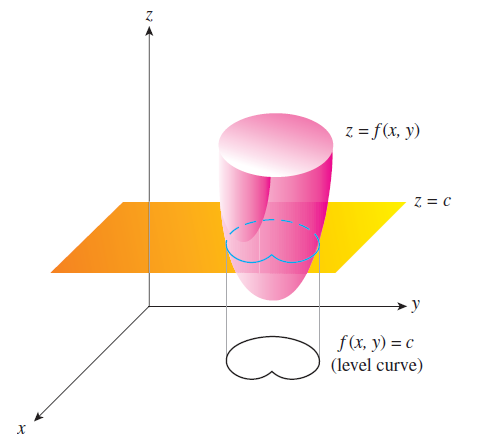 z
z = f(x, y)
z = c
y
f(x, y) = c
(level curve)
x